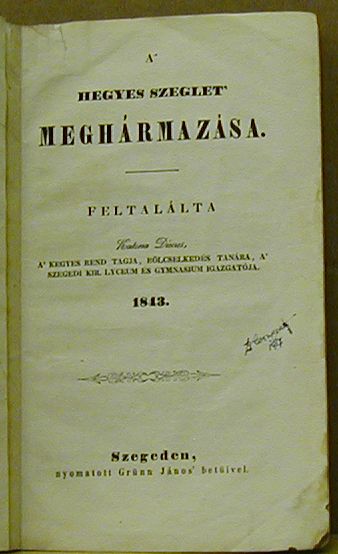 A'
HEGYES SZEGLET'
MEGHÁRMAZÁSA.
FELTALÁLTA
Katona Dienes,
A' KEGYES REND TAGJA, BÖLCSELKEDÉS TANÁRA, A'
SZEGEDI KIR. LYCEUM ÉS GYMNASIUM IGAZGATÓJA.
1843.
Szegeden,
nyomatott Grünn János' betüivel.